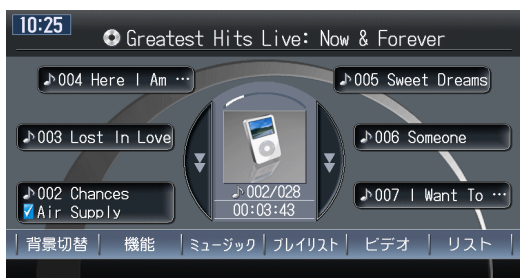 10:25
Greatest Hits Live: Now & Forever
♪004 Here I Am …
♪005 Sweet Dreams
♪003 Lost In Love
♪006 Someone
♪002 Chances
Air Supply
♪002/028
00:03:43
♪007 I Want To …
背景切替 機能 ミュージック プレイリスト ビデオ リスト